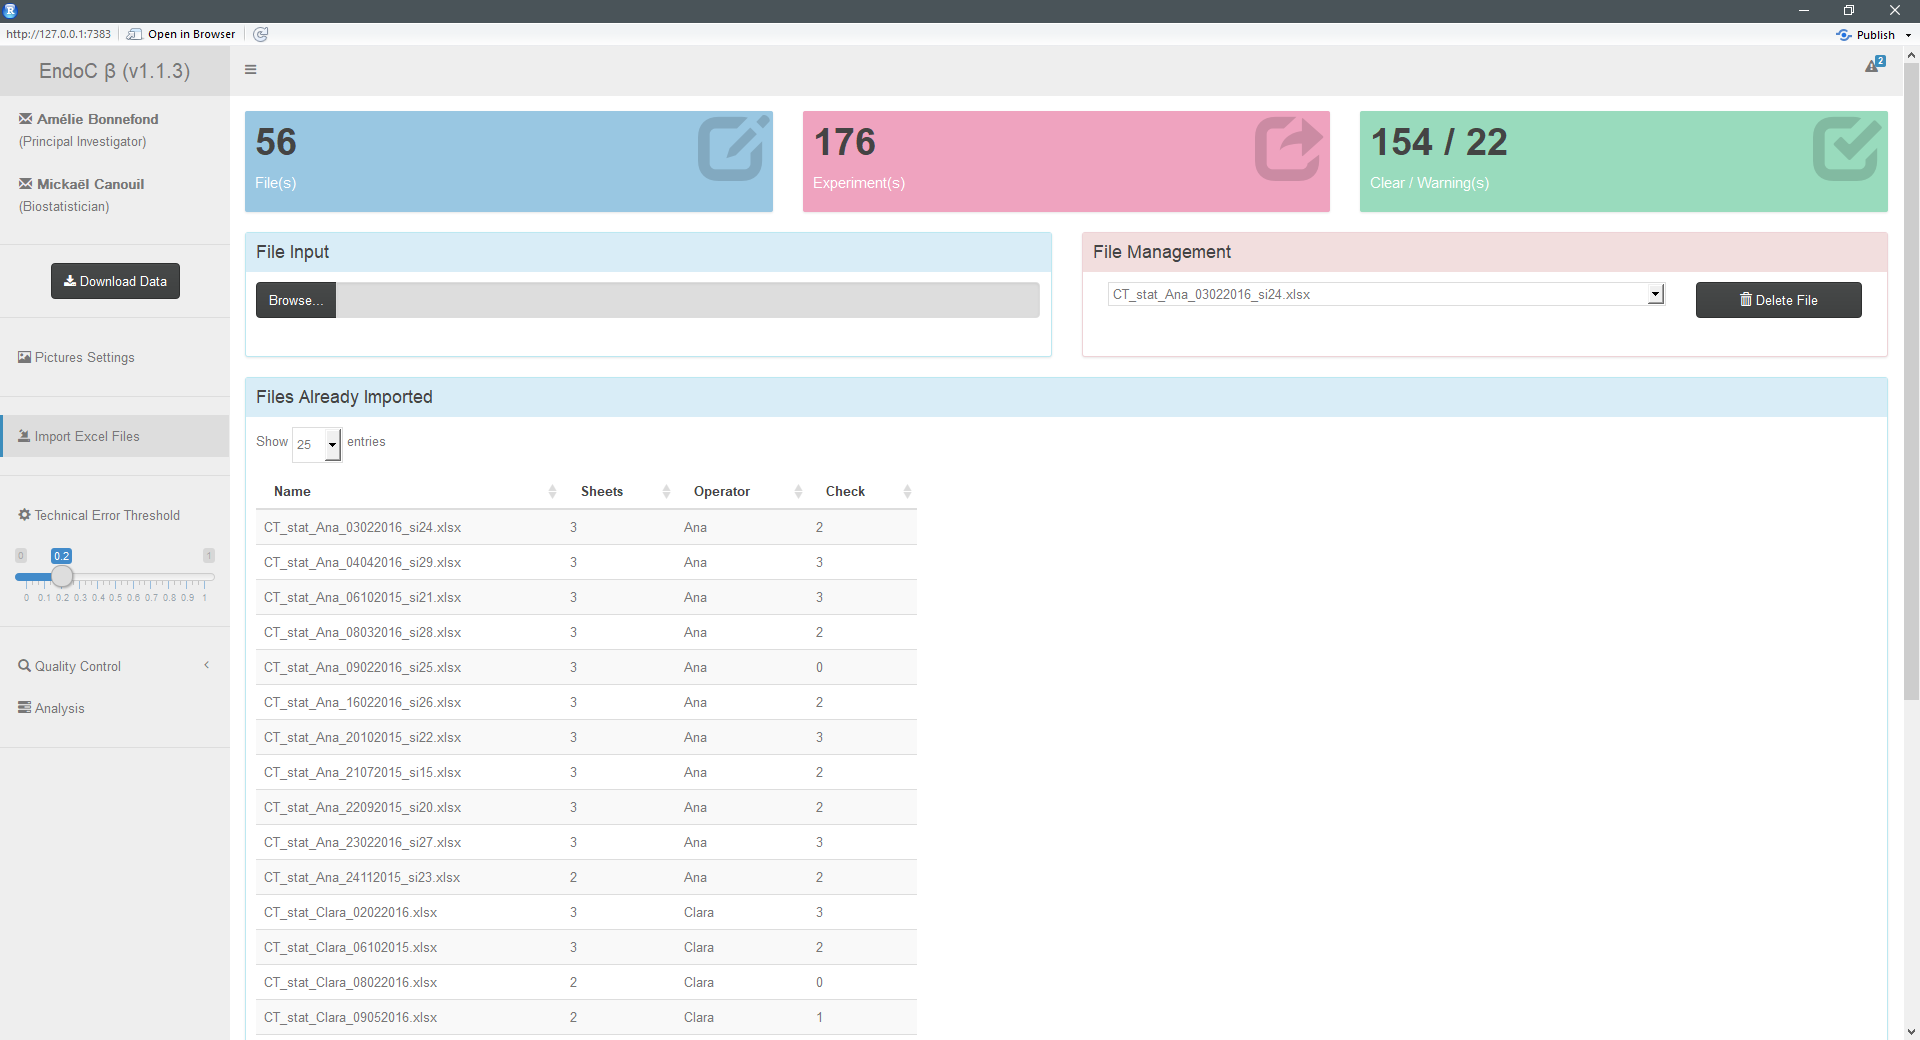 http://127.0.0.1:7383 Open in Browser Publish
EndoC β (v1.1.3)
2
Amélie Bonnefond
(Principal Investigator)
Mickaël Canouil
(Biostatistician)
Download Data
Pictures Settings
Import Excel Files
Technical Error Threshold
0 0.2 1
0 0.1 0.2 0.3 0.4 0.5 0.6 0.7 0.8 0.9 1
Quality Control
Analysis
56
File(s)
176
Experiment(s)
154 / 22
Clear / Warning(s)
File Input
Browse...
File Management
CT_stat_Ana_03022016_si24.xlsx
Delete File
Files Already Imported
Show 25 entries
Name Sheets Operator Check
CT_stat_Ana_03022016_si24.xlsx 3 Ana 2
CT_stat_Ana_04042016_si29.xlsx 3 Ana 3
CT_stat_Ana_06102015_si21.xlsx 3 Ana 3
CT_stat_Ana_08032016_si28.xlsx 3 Ana 2
CT_stat_Ana_09022016_si25.xlsx 3 Ana 0
CT_stat_Ana_16022016_si26.xlsx 3 Ana 2
CT_stat_Ana_20102015_si22.xlsx 3 Ana 3
CT_stat_Ana_21072015_si15.xlsx 3 Ana 2
CT_stat_Ana_22092015_si20.xlsx 3 Ana 2
CT_stat_Ana_23022016_si27.xlsx 3 Ana 3
CT_stat_Ana_24112015_si23.xlsx 2 Ana 2
CT_stat_Clara_02022016.xlsx 3 Clara 3
CT_stat_Clara_06102015.xlsx 3 Clara 2
CT_stat_Clara_08022016.xlsx 2 Clara 0
CT_stat_Clara_09052016.xlsx 2 Clara 1